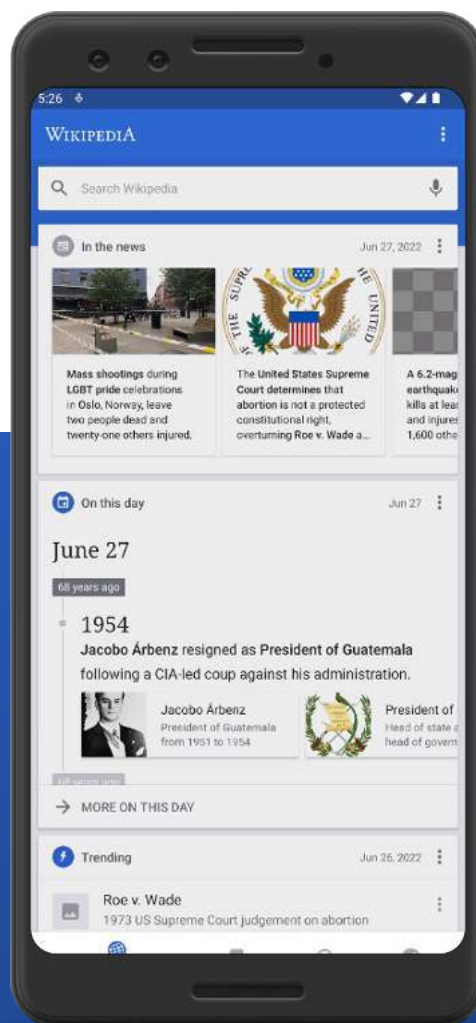 5:26
WIKIPEDIA
Search Wikipedia
In the news
Jun 27, 2022
Mass shootings during
LGBT pride celebrations
in Oslo, Norway, leave
two people dead and
twenty-one others injured.
The United States Supreme
Court determines that
abortion is not a protected
constitutional right,
overturning Roe v. Wade a...
A 6.2-mag
earthquake
kills at leas
and injures
1,600 othe
On this day
Jun 27
June 27
68 years ago
1954
Jacobo Árbenz resigned as President of Guatemala
following a CIA-led coup against his administration.
Jacobo Árbenz
President of Guatemala
from 1951 to 1954
President of
Head of state a
head of govern
68 years ago
MORE ON THIS DAY
Trending
Jun 26, 2022
Roe v. Wade
1973 US Supreme Court judgement on abortion